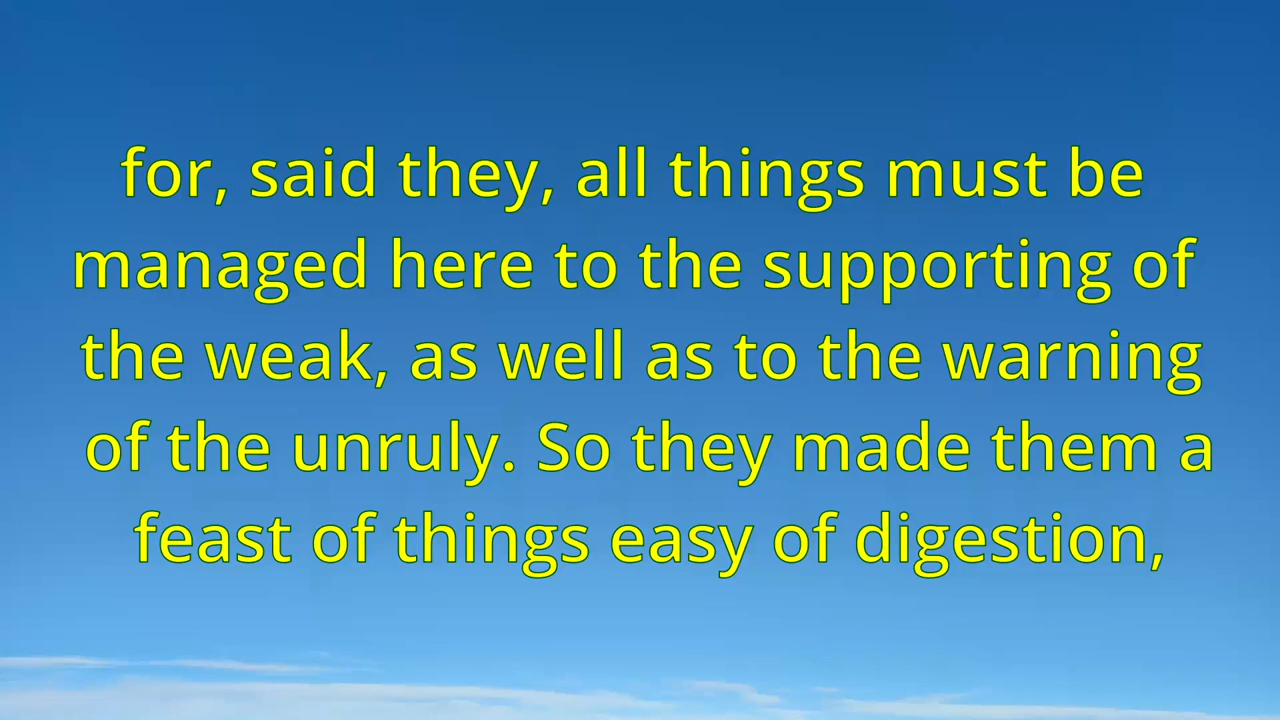 for, said they, all things must be
managed here to the supporting of
the weak, as well as to the warning
of the unruly. So they made them a
feast of things easy of digestion,